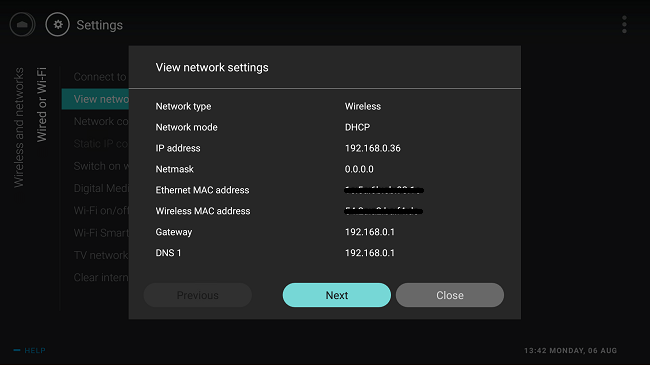 Settings
Wireless and networks
Wired or Wi-Fi
Connect to
View netwo
Network co
Static IP co
Switch on w
Digital Medi
Wi-Fi on/off
Wi-Fi Smar
TV network
Clear intern
View network settings
Network type Wireless
Network mode DHCP
IP address 192.168.0.36
Netmask 0.0.0.0
Ethernet MAC address
Wireless MAC address
Gateway 192.168.0.1
DNS 1 192.168.0.1
Previous Next Close
HELP 13:42 MONDAY, 06 AUG